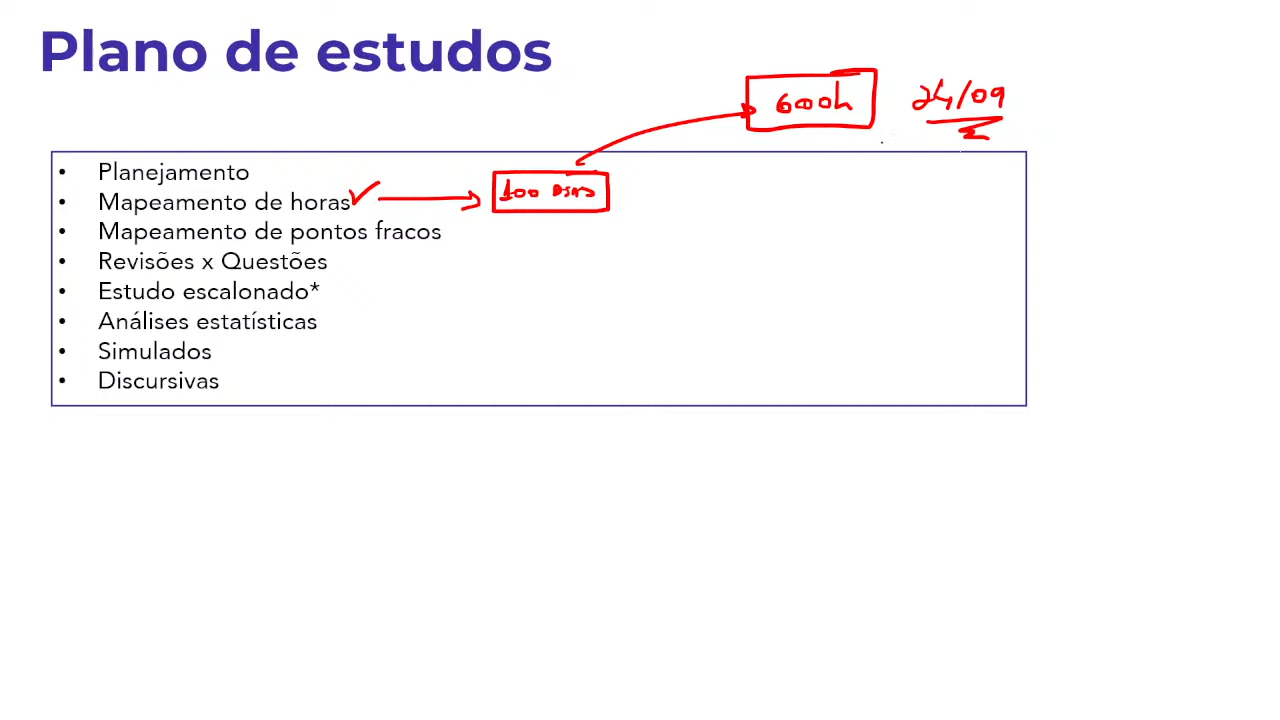 Plano de estudos
600h 24/09
• Planejamento
• Mapeamento de horas 100 DIAS
• Mapeamento de pontos fracos
• Revisões x Questões
• Estudo escalonado*
• Análises estatísticas
• Simulados
• Discursivas